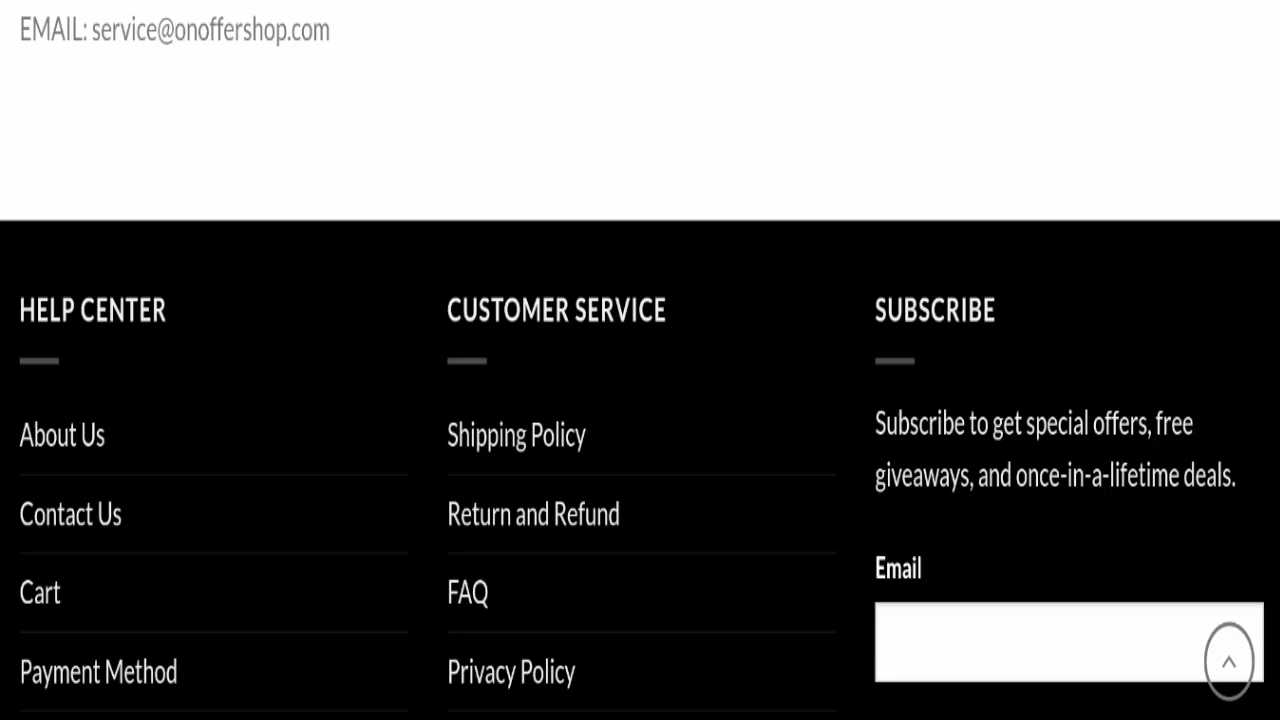 EMAIL: service@onoffershop.com
HELP CENTER
About Us
Contact Us
Cart
Payment Method
CUSTOMER SERVICE
Shipping Policy
Return and Refund
FAQ
Privacy Policy
SUBSCRIBE
Subscribe to get special offers, free
giveaways, and once-in-a-lifetime deals.
Email